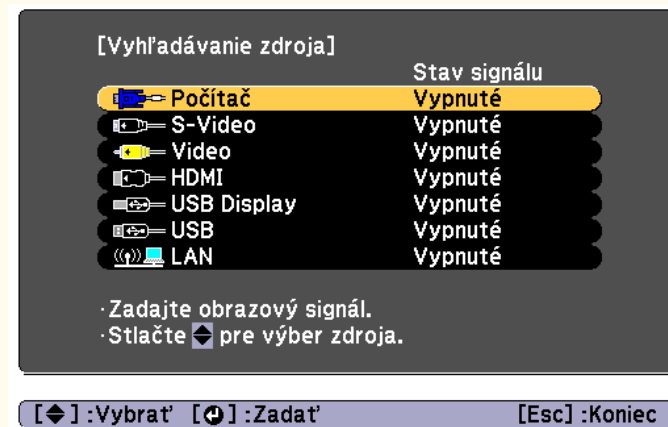 [Vyhľadávanie zdroja]
Stav signálu
Počítač Vypnuté
S-Video Vypnuté
Video Vypnuté
HDMI Vypnuté
USB Display Vypnuté
USB Vypnuté
LAN Vypnuté
·Zadajte obrazový signál.
·Stlačte pre výber zdroja.
[ ] :Vybrať [ ] :Zadať [Esc] :Koniec